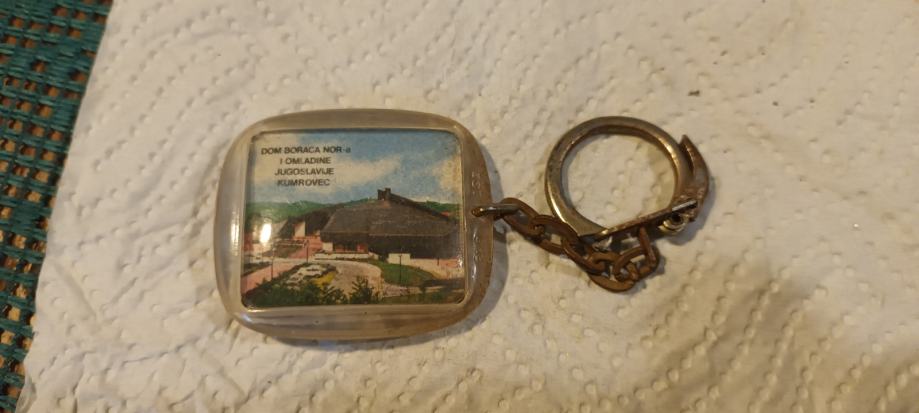 DOM BORACA NOR-a
I OMLADINE
JUGOSLAVIJE
KUMROVEC